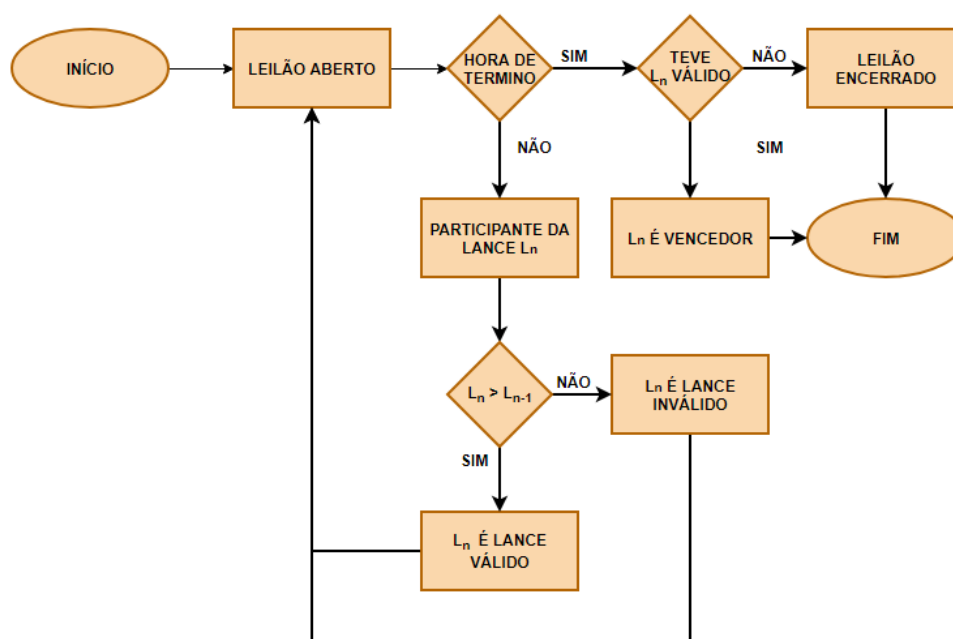 INÍCIO
LEILÃO ABERTO
HORA DE
TERMINO
SIM
TEVE
Ln VÁLIDO
NÃO
LEILÃO
ENCERRADO
NÃO
SIM
PARTICIPANTE DA
LANCE Ln
Ln É VENCEDOR
FIM
Ln > Ln-1
NÃO
Ln É LANCE
INVÁLIDO
SIM
Ln É LANCE
VÁLIDO